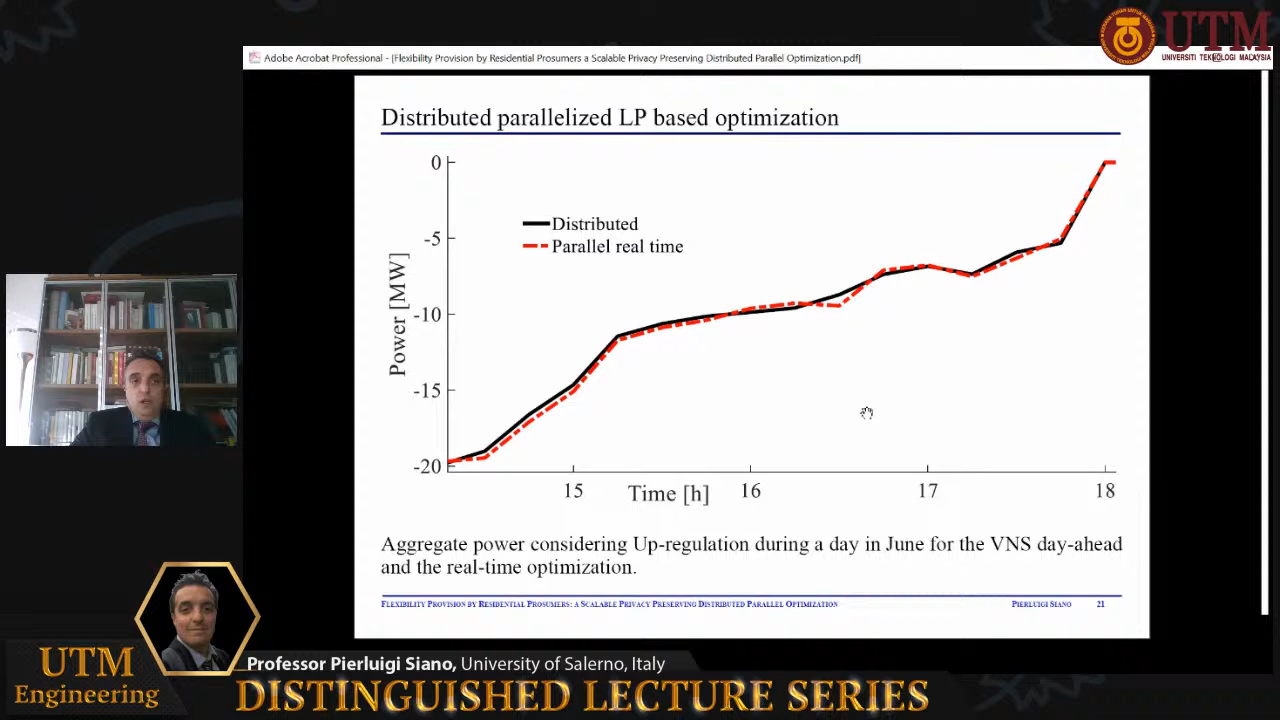 UTM
UNIVERSITI TEKNOLOGI MALAYSIA
Adobe Acrobat Professional - [Flexibility Provision by Residential Prosumers a Scalable Privacy Preserving Distributed Parallel Optimization.pdf]
Distributed parallelized LP based optimization
0
-5
-10
-15
-20
Power [MW]
Distributed
Parallel real time
15
16
17
18
Time [h]
Aggregate power considering Up-regulation during a day in June for the VNS day-ahead
and the real-time optimization.
FLEXIBILITY PROVISION BY RESIDENTIAL PROSUMERS: A SCALABLE PRIVACY PRESERVING DISTRIBUTED PARALLEL OPTIMIZATION
PIERLUIGI SIANO
21
UTM
Engineering
Professor Pierluigi Siano, University of Salerno, Italy
DISTINGUISHED LECTURE SERIES